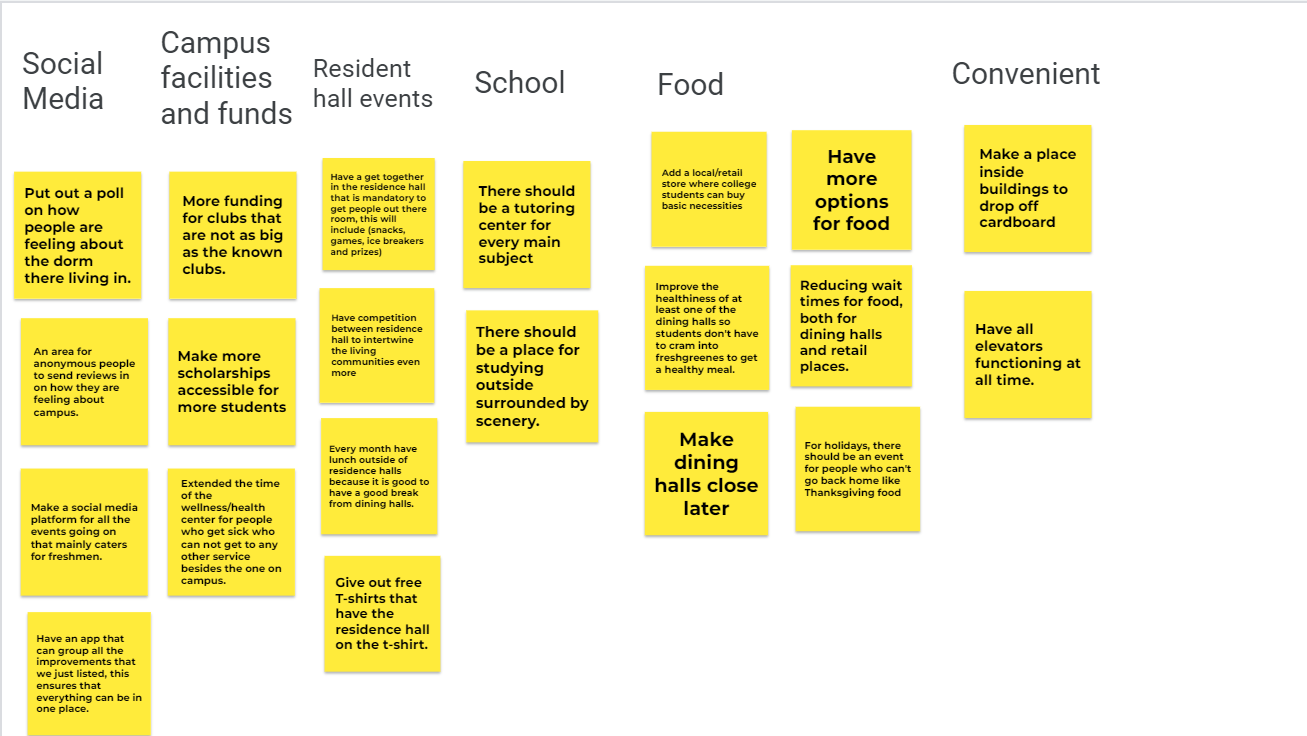 Social
Media
Campus
facilities
and funds
Resident
hall events
School
Food
Convenient
Put out a poll
on how
people are
feeling about
the dorm
there living in.
An area for
anonymous people
to send reviews in
on how they are
feeling about
campus.
Make a social media
platform for all the
events going on
that mainly caters
for freshmen.
Have an app that
can group all the
improvements that
we just listed, this
ensures that
everything can be in
one place.
More funding
for clubs that
are not as big
as the known
clubs.
Make more
scholarships
accessible for
more students
Extended the time
of the
wellness/health
center for people
who get sick who
can not get to any
other service
besides the one on
campus.
Have a get together
in the residence hall
that is mandatory to
get people out there
room, this will
include (snacks,
games, ice breakers
and prizes)
Have competition
between residence
hall to intertwine
the living
communities even
more
Every month have
lunch outside of
residence halls
because it is good to
have a good break
from dining halls.
Give out free
T-shirts that
have the
residence hall
on the t-shirt.
There should
be a tutoring
center for
every main
subject
There should
be a place for
studying
outside
surrounded by
scenery.
Add a local/retail
store where college
students can buy
basic necessities
Improve the
healthiness of at
least one of the
dining halls so
students don't have
to cram into
freshgreenes to get
a healthy meal.
Make
dining
halls close
later
Have
more
options
for food
Reducing wait
times for food,
both for
dining halls
and retail
places.
For holidays, there
should be an event
for people who can't
go back home like
Thanksgiving food
Make a place
inside
buildings to
drop off
cardboard
Have all
elevators
functioning at
all time.